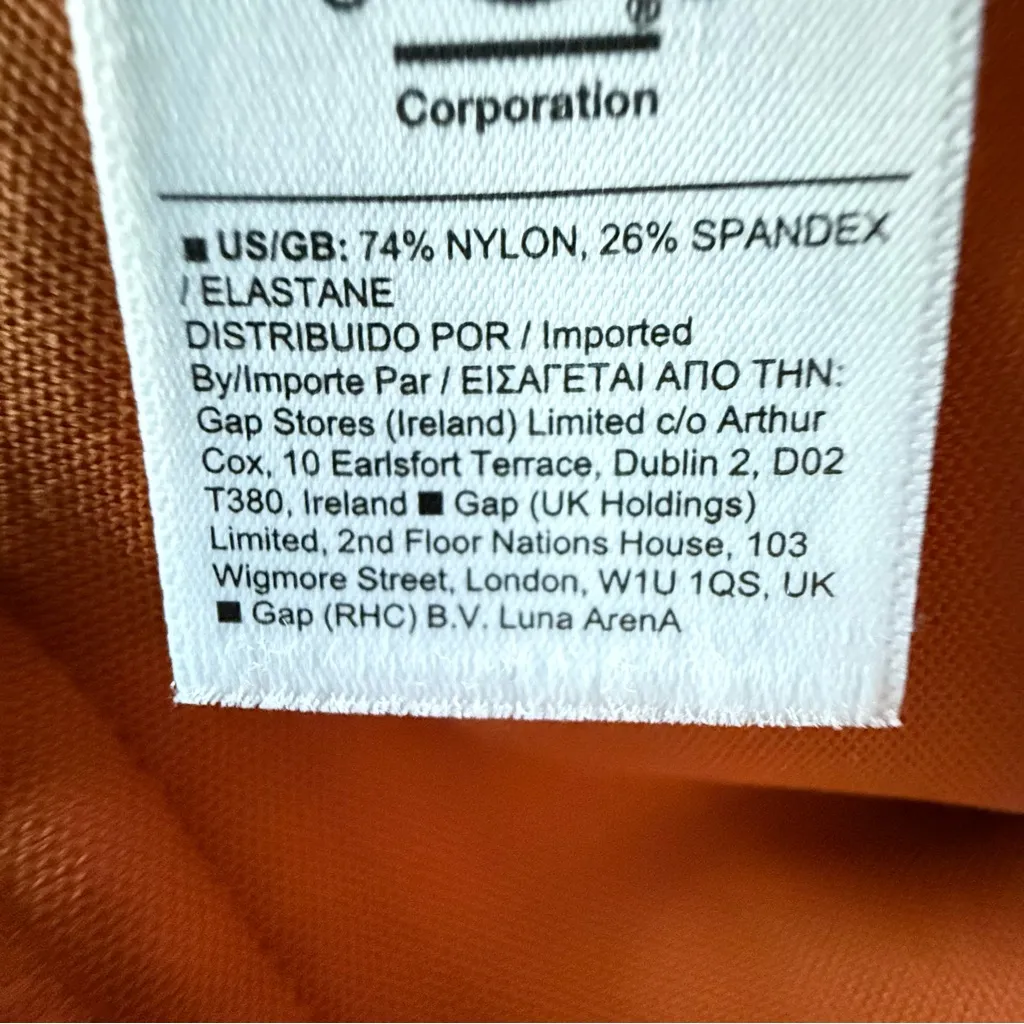 ®
Corporation
■ US/GB: 74% NYLON, 26% SPANDEX
/ ELASTANE
DISTRIBUIDO POR / Imported
By/Importe Par / ΕΙΣΑΓΕΤΑΙ ΑΠΟ ΤΗΝ:
Gap Stores (Ireland) Limited c/o Arthur
Cox, 10 Earlsfort Terrace, Dublin 2, D02
T380, Ireland ■ Gap (UK Holdings)
Limited, 2nd Floor Nations House, 103
Wigmore Street, London, W1U 1QS, UK
■ Gap (RHC) B.V. Luna ArenA